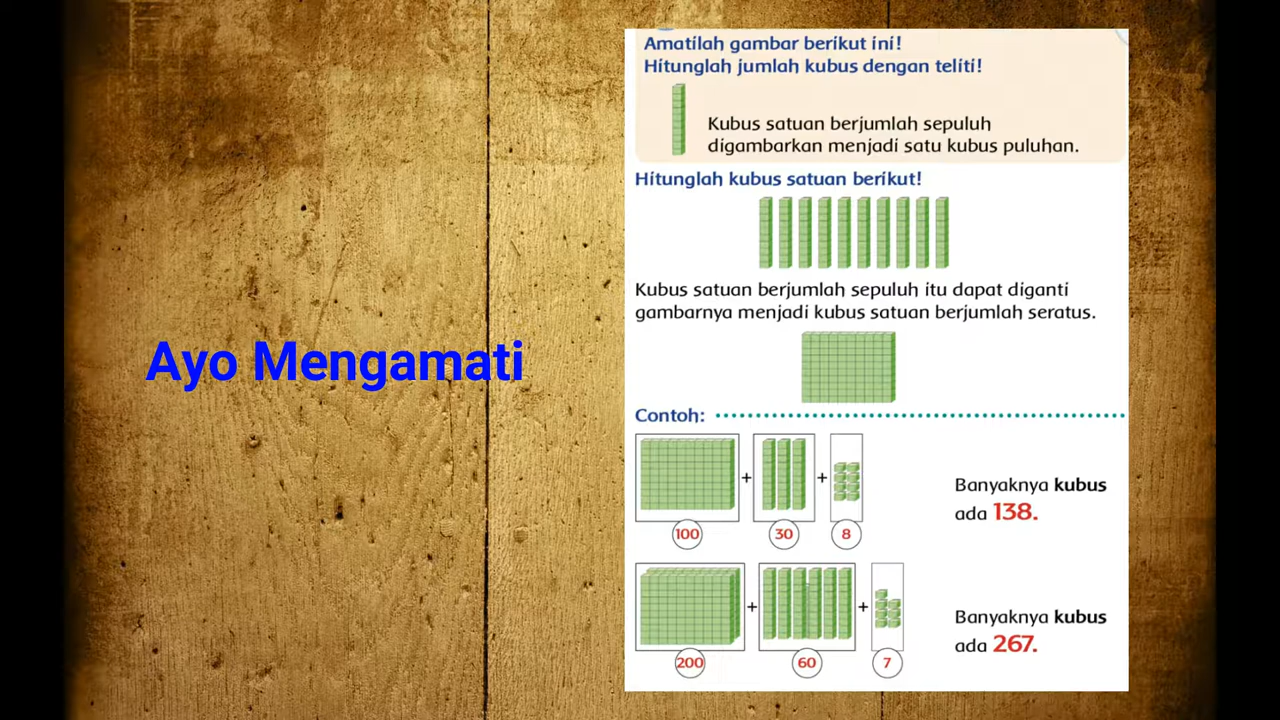 Ayo Mengamati
Amatilah gambar berikut ini!
Hitunglah jumlah kubus dengan teliti!
Kubus satuan berjumlah sepuluh
digambarkan menjadi satu kubus puluhan.
Hitunglah kubus satuan berikut!
Kubus satuan berjumlah sepuluh itu dapat diganti
gambarnya menjadi kubus satuan berjumlah seratus.
Contoh:
+ +
100 30 8
Banyaknya kubus
ada 138.
+ +
200 60 7
Banyaknya kubus
ada 267.